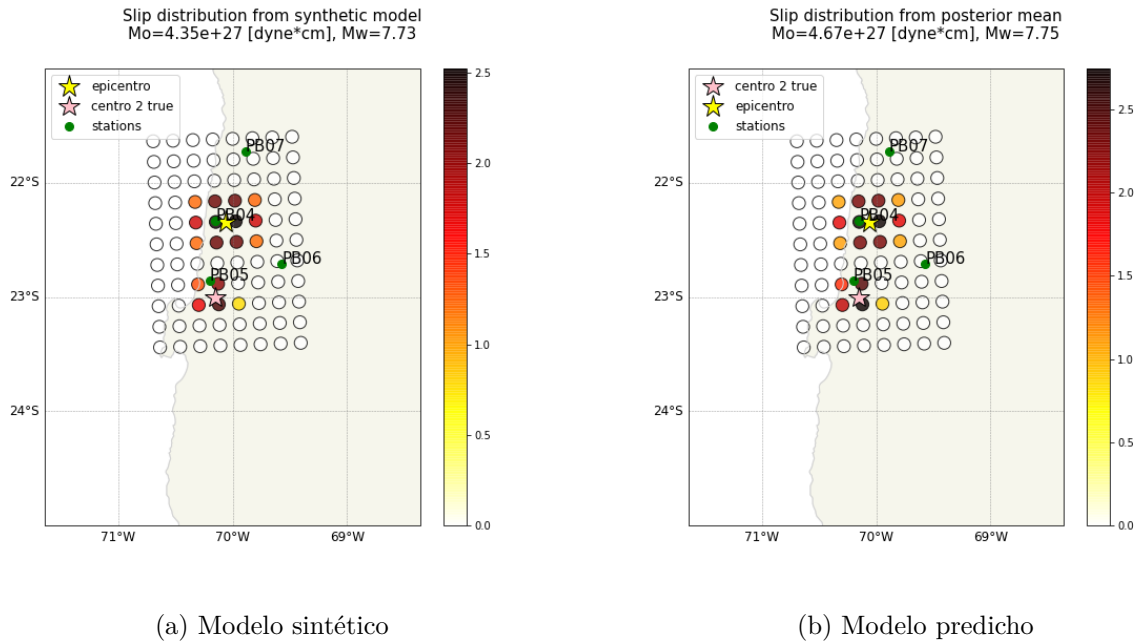 Slip distribution from synthetic model
Mo=4.35e+27 [dyne*cm], Mw=7.73
epicentro
centro 2 true
stations
PB07
PB04
PB06
PB05
22°S
23°S
24°S
71°W
70°W
69°W
2.5
2.0
1.5
1.0
0.5
0.0
(a) Modelo sintético
Slip distribution from posterior mean
Mo=4.67e+27 [dyne*cm], Mw=7.75
centro 2 true
epicentro
stations
PB07
PB04
PB06
PB05
22°S
23°S
24°S
71°W
70°W
69°W
2.5
2.0
1.5
1.0
0.5
0.0
(b) Modelo predicho